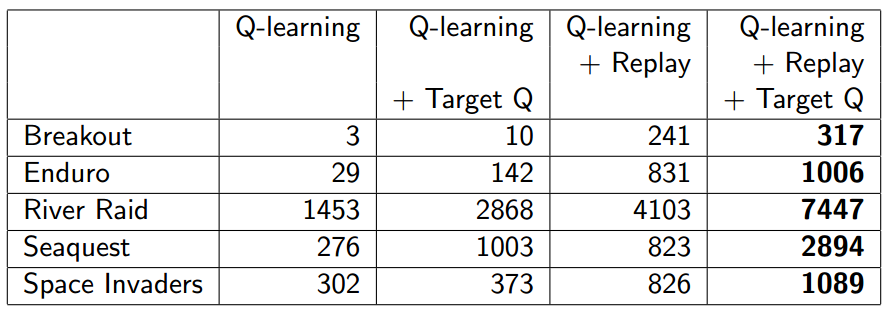 Q-learning Q-learning Q-learning Q-learning
+ Replay + Replay
+ Target Q + Target Q
Breakout 3 10 241 317
Enduro 29 142 831 1006
River Raid 1453 2868 4103 7447
Seaquest 276 1003 823 2894
Space Invaders 302 373 826 1089